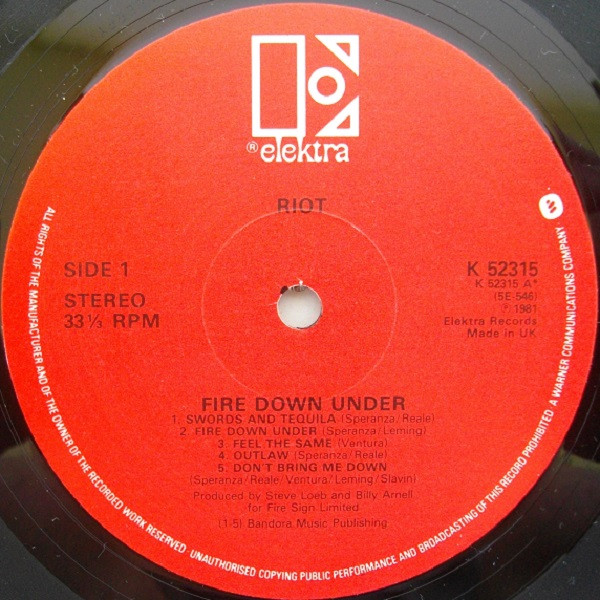 ® elektra
RIOT
SIDE 1
STEREO
33⅓ RPM
K 52315
K 52315 A*
(5E-546)
℗ 1981
Elektra Records
Made in UK
FIRE DOWN UNDER
1. SWORDS AND TEQUILA (Speranza/Reale)
2. FIRE DOWN UNDER (Speranza/Leming)
3. FEEL THE SAME (Ventura)
4. OUTLAW (Speranza/Reale)
5. DON'T BRING ME DOWN
(Speranza/Reale/Ventura/Leming/Slavin)
Produced by Steve Loeb and Billy Arnell
for Fire Sign Limited
(1-5) Bandora Music Publishing
ALL RIGHTS OF THE MANUFACTURER AND OF THE OWNER OF THE RECORDED WORK RESERVED. UNAUTHORISED COPYING PUBLIC PERFORMANCE AND BROADCASTING OF THIS RECORD PROHIBITED. A WARNER COMMUNICATIONS COMPANY